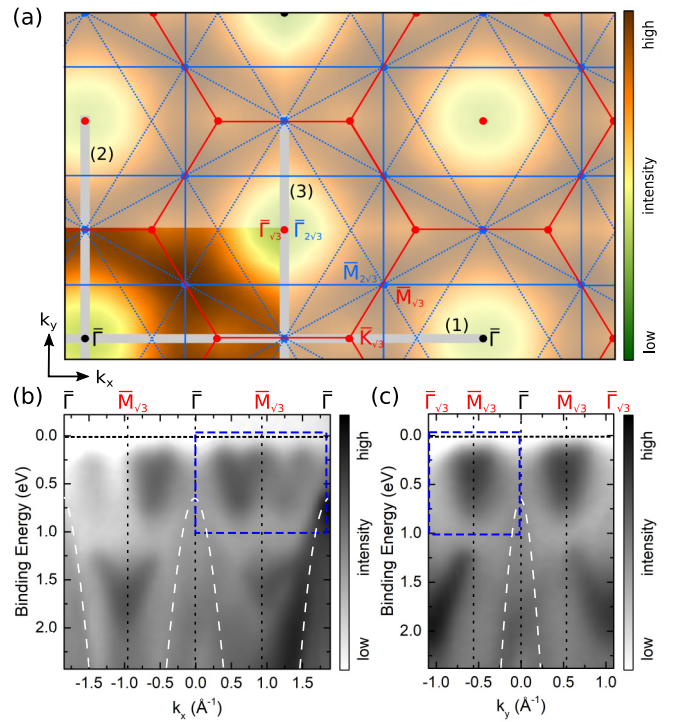 (a)
high
intensity
low
(2)
(3)
Γ̅√3 Γ̅2√3
M̅2√3
M̅√3
(1)
K̅√3
Γ̅
Γ̅
ky
kx
(b)
Γ̅ M̅√3 Γ̅ M̅√3 Γ̅
0.0
0.5
1.0
1.5
2.0
Binding Energy (eV)
-1.5 -1.0 -0.5 0.0 0.5 1.0 1.5
kx (Å-1)
high
intensity
low
(c)
Γ̅√3 M̅√3 Γ̅ M̅√3 Γ̅√3
0.0
0.5
1.0
1.5
2.0
Binding Energy (eV)
-1.0 -0.5 0.0 0.5 1.0
ky (Å-1)
high
intensity
low